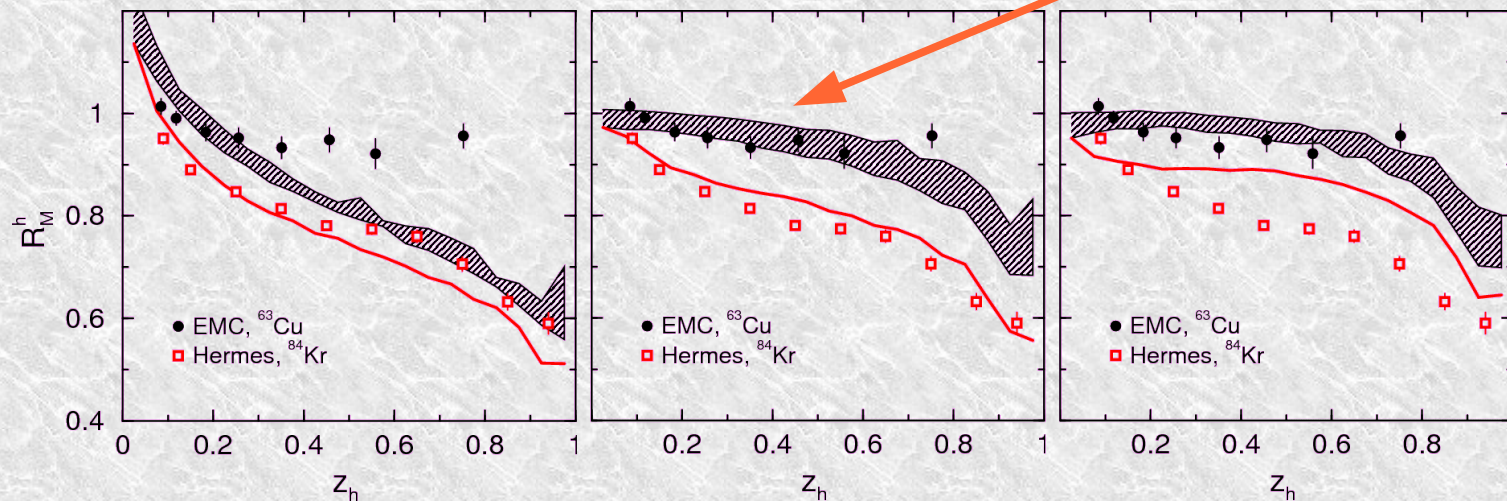 R_M^h
1
0.8
0.6
0.4
EMC, ⁶³Cu
Hermes, ⁸⁴Kr
0 0.2 0.4 0.6 0.8 1
z_h
EMC, ⁶³Cu
Hermes, ⁸⁴Kr
0.2 0.4 0.6 0.8 1
z_h
EMC, ⁶³Cu
Hermes, ⁸⁴Kr
0.2 0.4 0.6 0.8
z_h